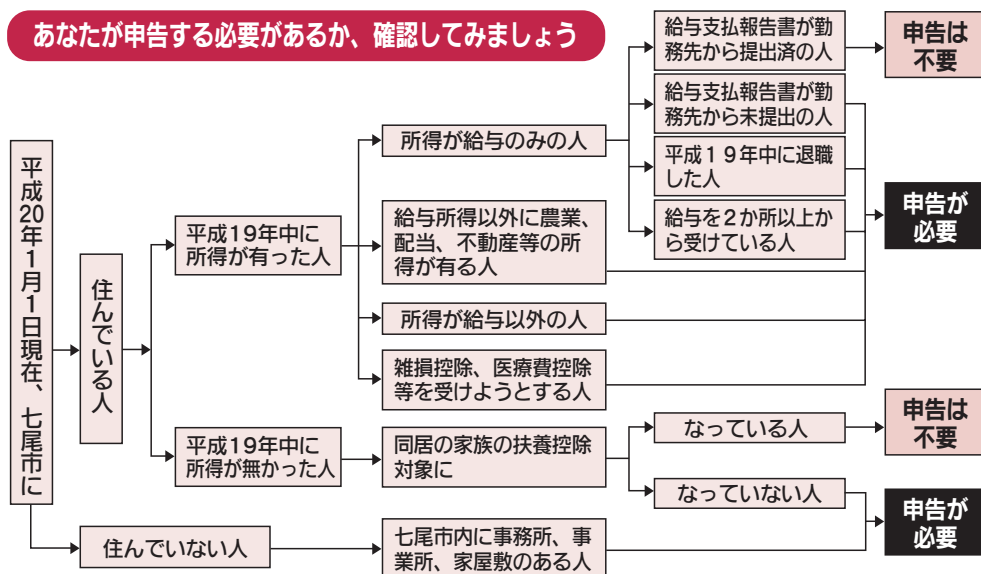 あなたが申告する必要があるか、確認してみましょう
平成20年1月1日現在、七尾市に
住んでいる人
平成19年中に
所得が有った人
所得が給与のみの人
給与支払報告書が勤
務先から提出済の人
申告は
不要
給与支払報告書が勤
務先から未提出の人
平成19年中に退職
した人
給与を2か所以上か
ら受けている人
申告が
必要
給与所得以外に農業、
配当、不動産等の所
得が有る人
所得が給与以外の人
雑損控除、医療費控除
等を受けようとする人
平成19年中に
所得が無かった人
同居の家族の扶養控除
対象に
なっている人
申告は
不要
なっていない人
申告が
必要
住んでいない人
七尾市内に事務所、事
業所、家屋敷のある人